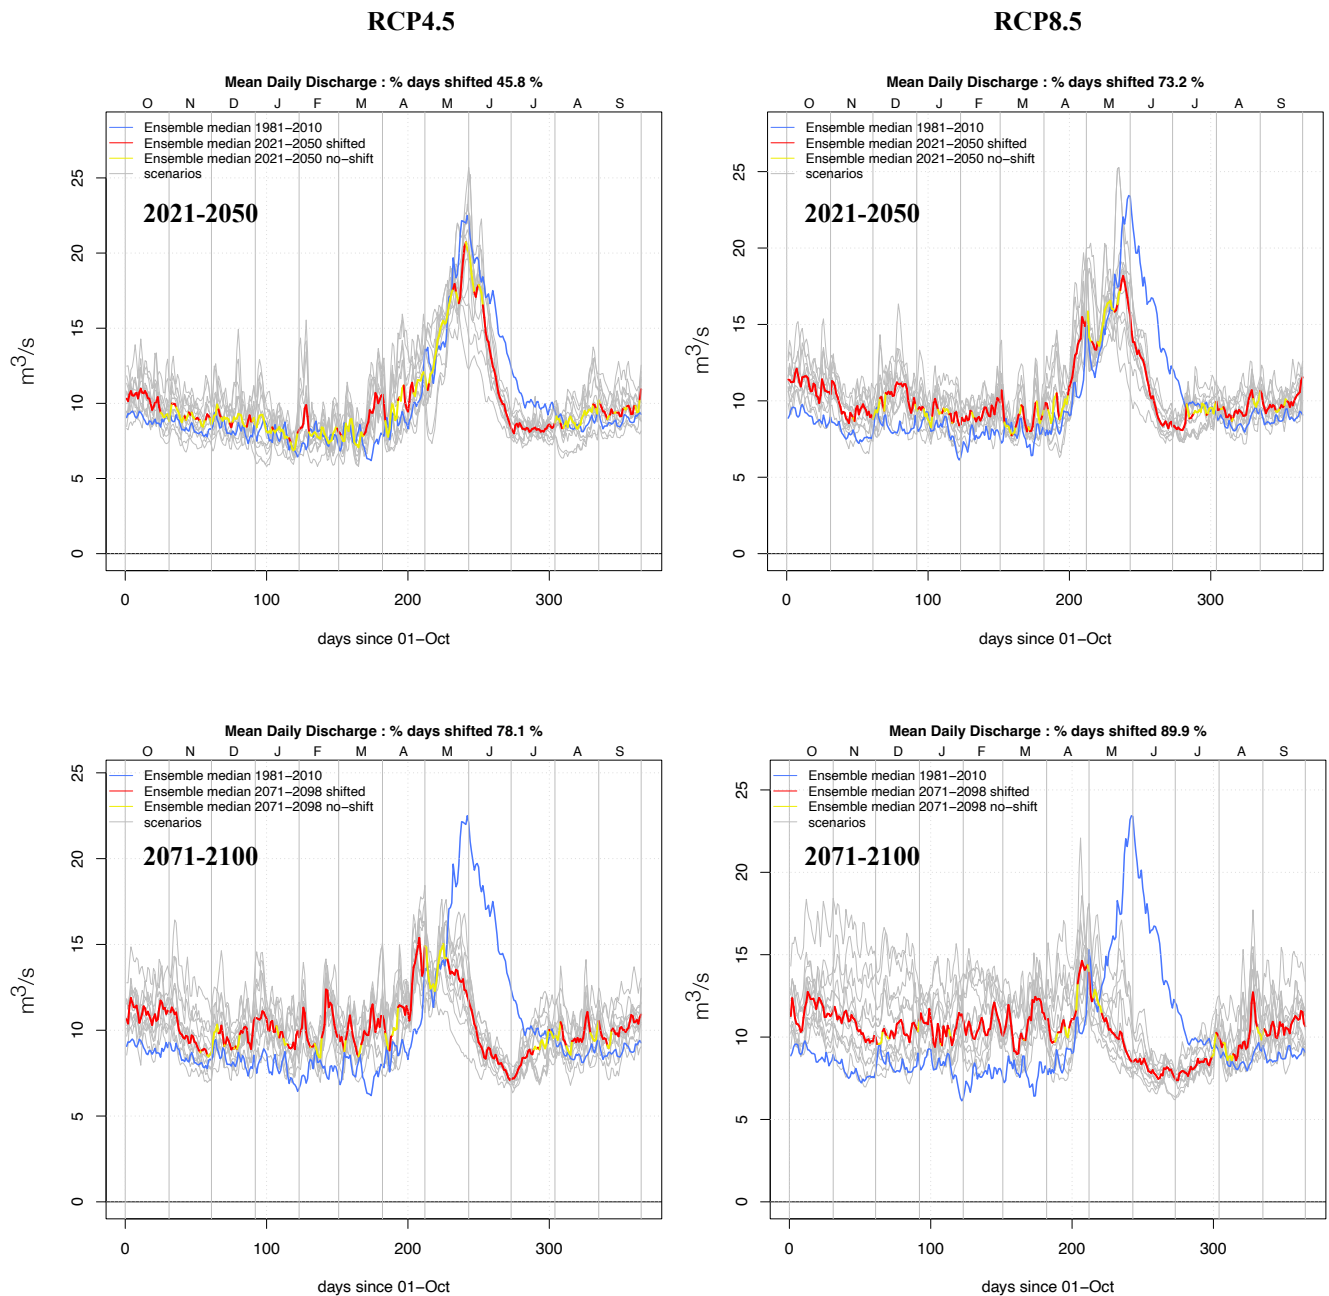 RCP4.5
RCP8.5
Mean Daily Discharge : % days shifted 45.8 %
O N D J F M A M J J A S
Ensemble median 1981−2010
Ensemble median 2021−2050 shifted
Ensemble median 2021−2050 no−shift
scenarios
2021-2050
25
20
15
10
5
0
m3/s
0 100 200 300
days since 01−Oct
Mean Daily Discharge : % days shifted 73.2 %
O N D J F M A M J J A S
Ensemble median 1981−2010
Ensemble median 2021−2050 shifted
Ensemble median 2021−2050 no−shift
scenarios
2021-2050
25
20
15
10
5
0
m3/s
0 100 200 300
days since 01−Oct
Mean Daily Discharge : % days shifted 78.1 %
O N D J F M A M J J A S
Ensemble median 1981−2010
Ensemble median 2071−2098 shifted
Ensemble median 2071−2098 no−shift
scenarios
2071-2100
25
20
15
10
5
0
m3/s
0 100 200 300
days since 01−Oct
Mean Daily Discharge : % days shifted 89.9 %
O N D J F M A M J J A S
Ensemble median 1981−2010
Ensemble median 2071−2098 shifted
Ensemble median 2071−2098 no−shift
scenarios
2071-2100
25
20
15
10
5
0
m3/s
0 100 200 300
days since 01−Oct